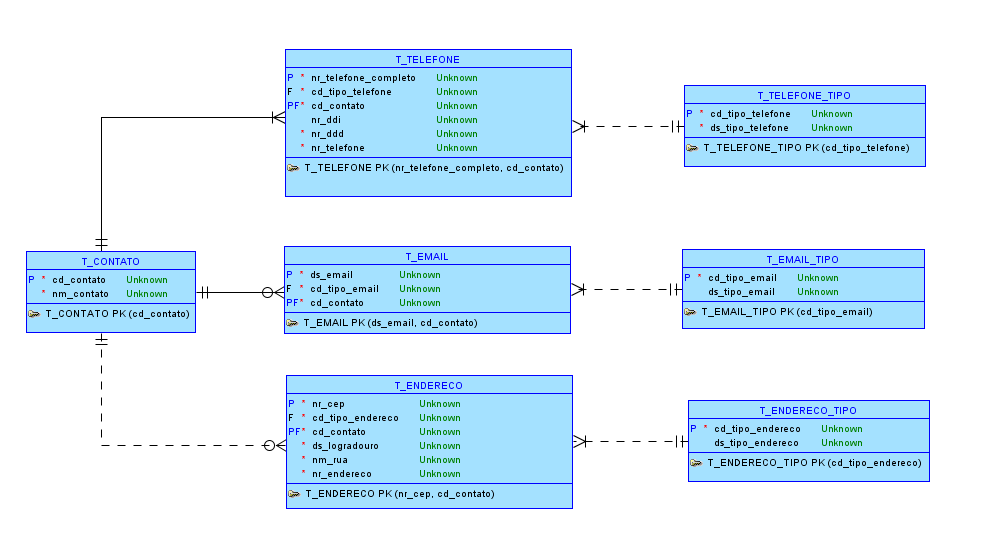 T_TELEFONE
P * nr_telefone_completo Unknown
F * cd_tipo_telefone Unknown
PF* cd_contato Unknown
nr_ddi Unknown
* nr_ddd Unknown
* nr_telefone Unknown
T_TELEFONE PK (nr_telefone_completo, cd_contato)
T_TELEFONE_TIPO
P * cd_tipo_telefone Unknown
* ds_tipo_telefone Unknown
T_TELEFONE_TIPO PK (cd_tipo_telefone)
T_CONTATO
P * cd_contato Unknown
* nm_contato Unknown
T_CONTATO PK (cd_contato)
T_EMAIL
P * ds_email Unknown
F * cd_tipo_email Unknown
PF* cd_contato Unknown
T_EMAIL PK (ds_email, cd_contato)
T_EMAIL_TIPO
P * cd_tipo_email Unknown
ds_tipo_email Unknown
T_EMAIL_TIPO PK (cd_tipo_email)
T_ENDERECO
P * nr_cep Unknown
F * cd_tipo_endereco Unknown
PF* cd_contato Unknown
* ds_logradouro Unknown
* nm_rua Unknown
* nr_endereco Unknown
T_ENDERECO PK (nr_cep, cd_contato)
T_ENDERECO_TIPO
P * cd_tipo_endereco Unknown
ds_tipo_endereco Unknown
T_ENDERECO_TIPO PK (cd_tipo_endereco)